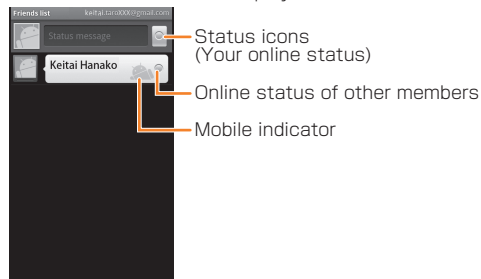 Friends list keitai.taroXXX@gmail.com
Status message
Keitai Hanako
Status icons
(Your online status)
Online status of other members
Mobile indicator